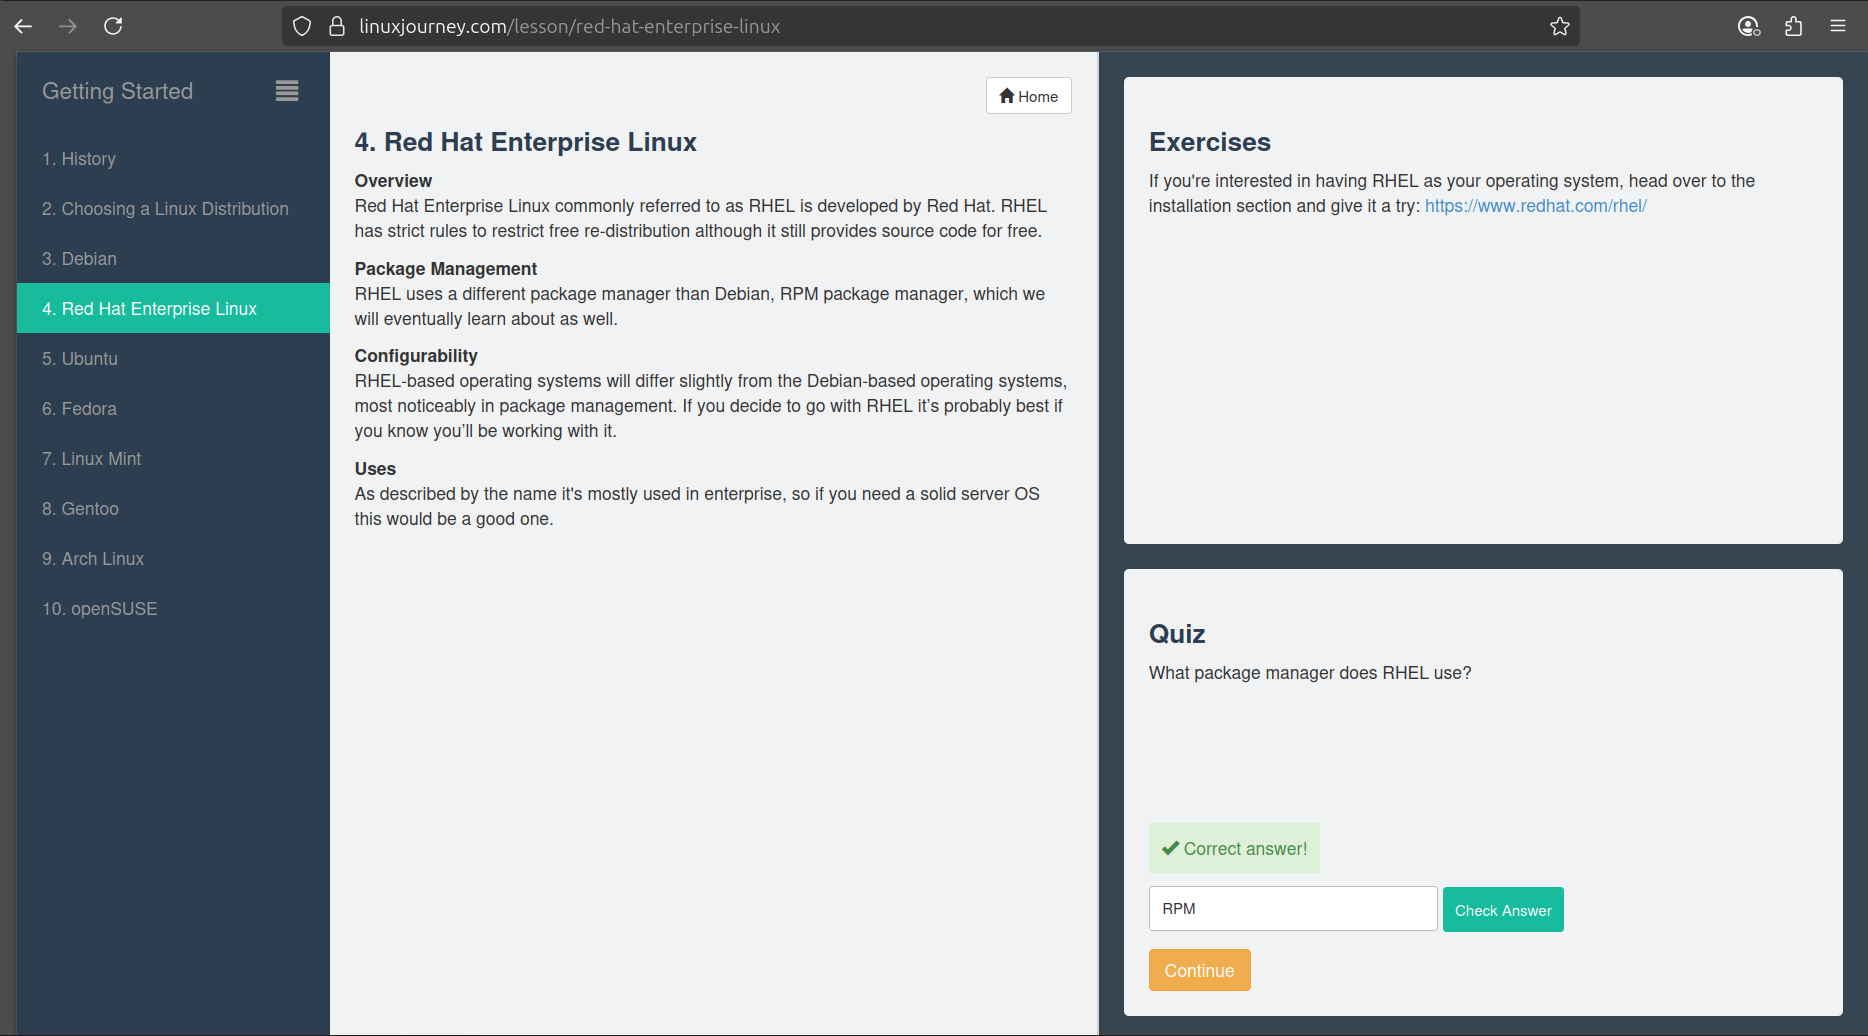 linuxjourney.com/lesson/red-hat-enterprise-linux
Getting Started
1. History
2. Choosing a Linux Distribution
3. Debian
4. Red Hat Enterprise Linux
5. Ubuntu
6. Fedora
7. Linux Mint
8. Gentoo
9. Arch Linux
10. openSUSE
Home
4. Red Hat Enterprise Linux
Overview
Red Hat Enterprise Linux commonly referred to as RHEL is developed by Red Hat. RHEL
has strict rules to restrict free re-distribution although it still provides source code for free.
Package Management
RHEL uses a different package manager than Debian, RPM package manager, which we
will eventually learn about as well.
Configurability
RHEL-based operating systems will differ slightly from the Debian-based operating systems,
most noticeably in package management. If you decide to go with RHEL it’s probably best if
you know you’ll be working with it.
Uses
As described by the name it's mostly used in enterprise, so if you need a solid server OS
this would be a good one.
Exercises
If you're interested in having RHEL as your operating system, head over to the
installation section and give it a try: https://www.redhat.com/rhel/
Quiz
What package manager does RHEL use?
Correct answer!
RPM
Check Answer
Continue